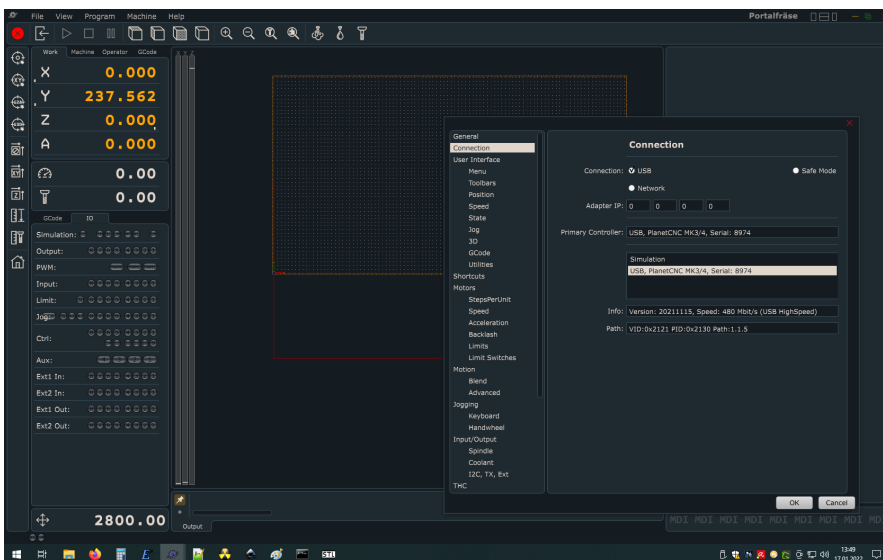 File View Program Machine Help
Portalfräse
Work Machine Operator GCode
X Y Z
X 0.000
Y 237.562
Z 0.000
A 0.000
0.00
0.00
GCode IO
Simulation:
Output:
PWM:
Input:
Limit:
Jog:
Ctrl:
Aux:
Ext1 In:
Ext2 In:
Ext1 Out:
Ext2 Out:
2800.00
Output
General
Connection
User Interface
Menu
Toolbars
Position
Speed
State
Jog
3D
GCode
Utilities
Shortcuts
Motors
StepsPerUnit
Speed
Acceleration
Backlash
Limits
Limit Switches
Motion
Blend
Advanced
Jogging
Keyboard
Handwheel
Input/Output
Spindle
Coolant
I2C, TX, Ext
THC
Connection
Connection: USB Safe Mode
Network
Adapter IP: 0 0 0 0
Primary Controller: USB, PlanetCNC MK3/4, Serial: 8974
Simulation
USB, PlanetCNC MK3/4, Serial: 8974
Info: Version: 20211115, Speed: 480 Mbit/s (USB HighSpeed)
Path: VID:0x2121 PID:0x2130 Path:1.1.5
OK Cancel
MDI MDI MDI MDI MDI MDI MDI MD
STL
13:49
17.01.2022